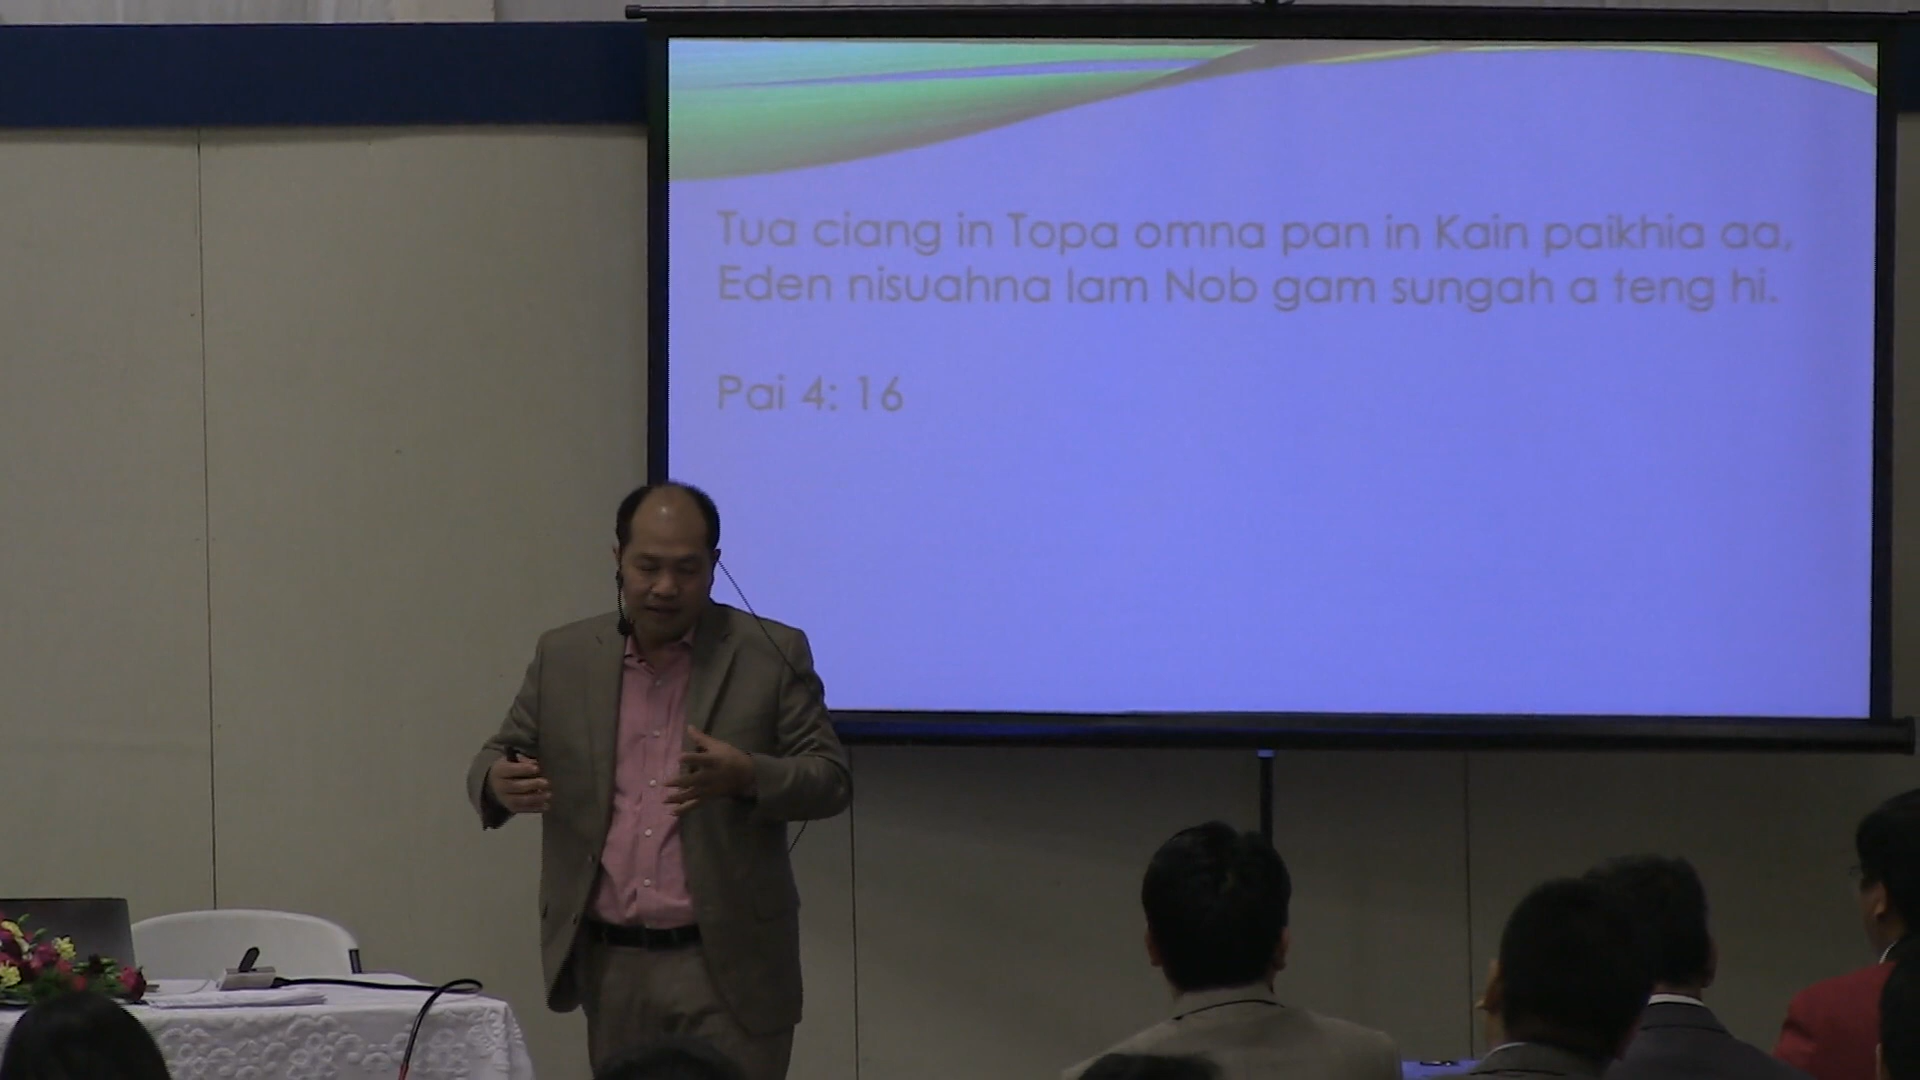 Tua ciang in Topa omna pan in Kain paikhia aa,
Eden nisuahna lam Nob gam sungah a teng hi.
Pai 4: 16